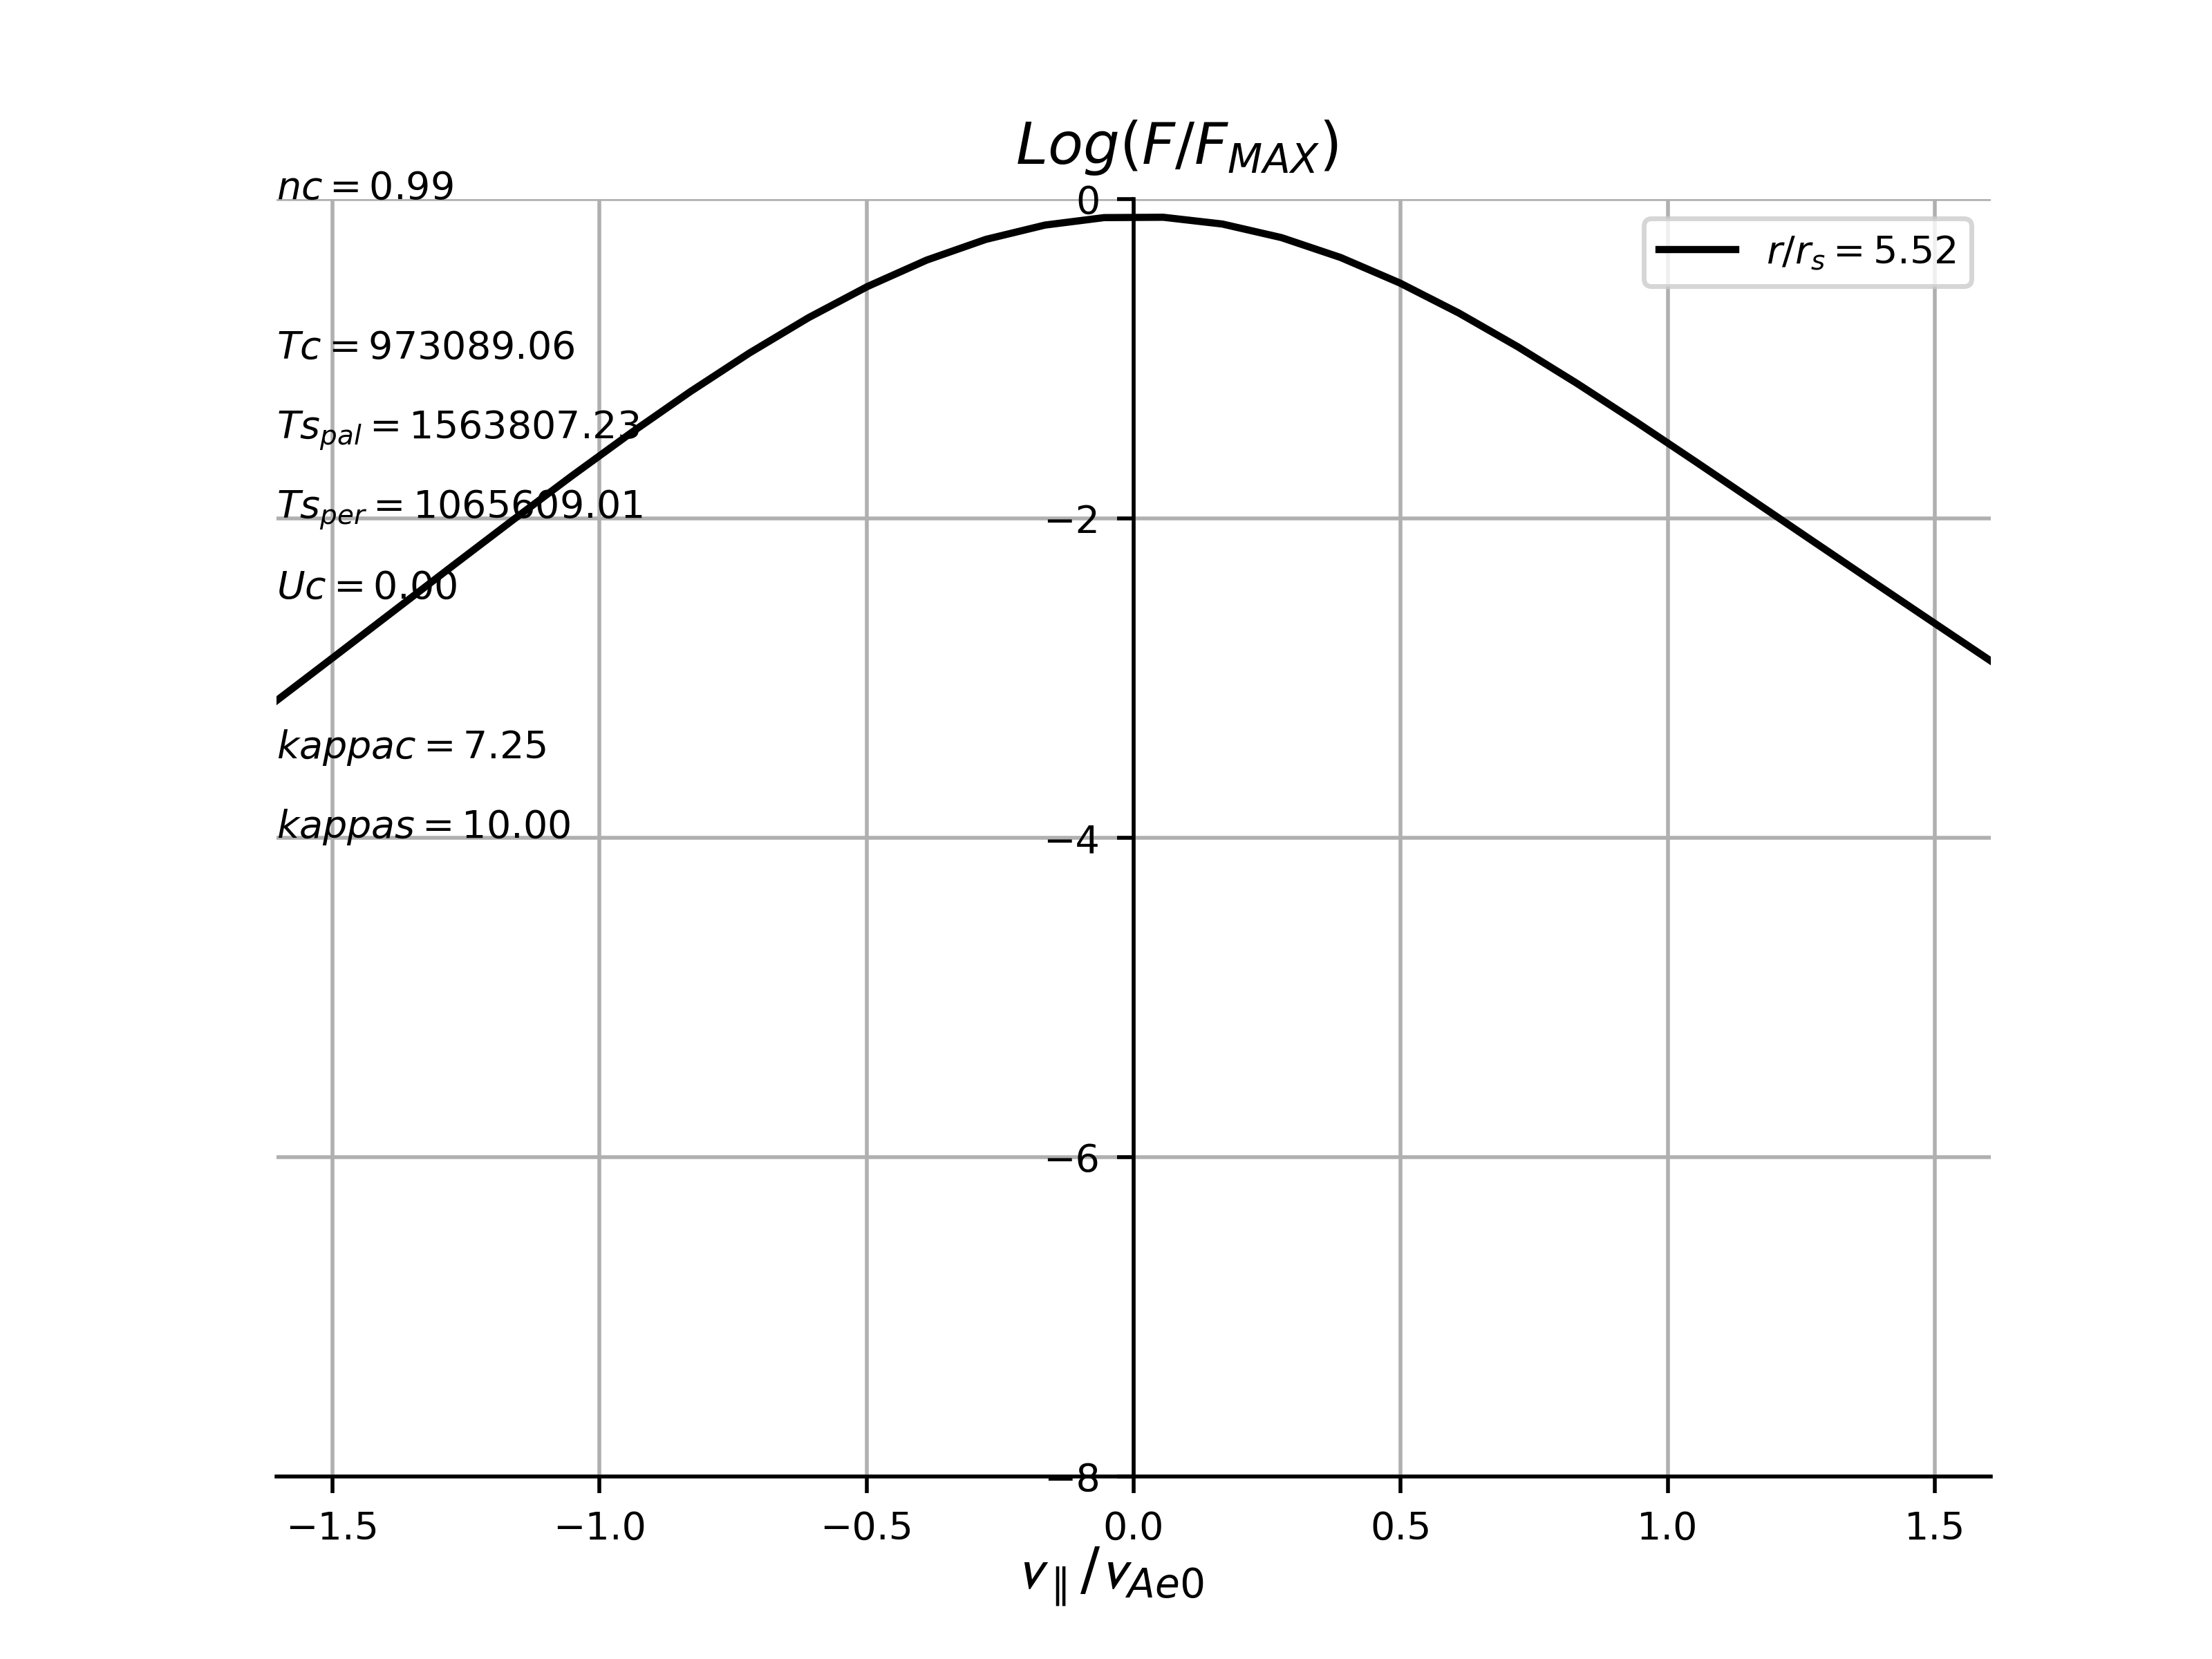 Log(F/F_MAX)
nc = 0.99
0
r/r_s = 5.52
Tc = 973089.06
Ts_pal = 1563807.23
Ts_per = 1065609.01
−2
Uc = 0.00
kappac = 7.25
kappas = 10.00
−4
−6
−8
−1.5 −1.0 −0.5 0.0 0.5 1.0 1.5
v_∥/v_Ae0